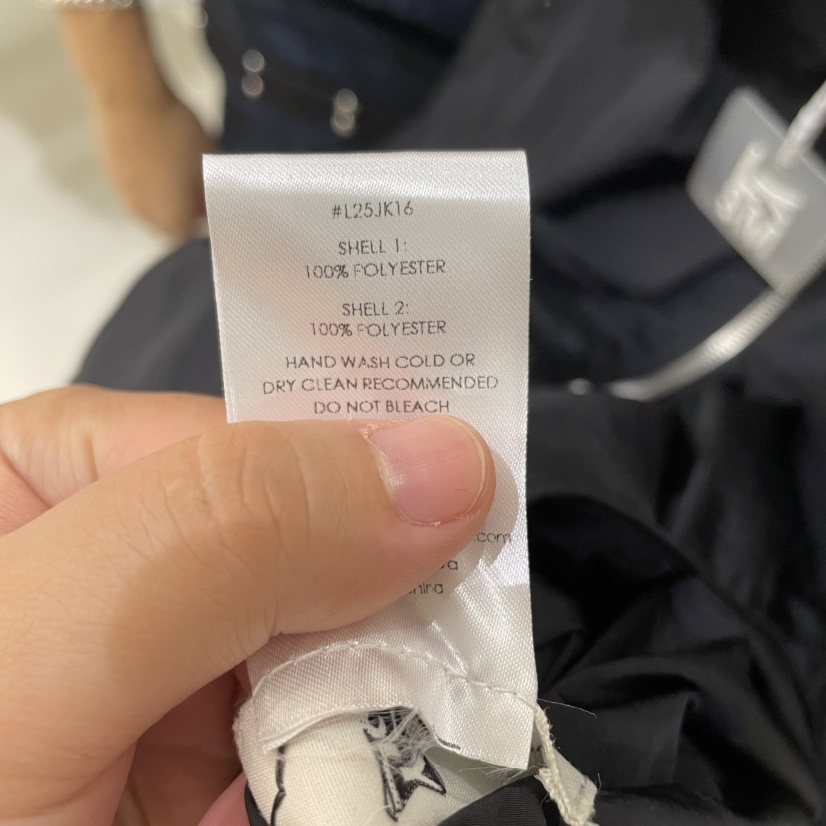 #L25JK16
SHELL 1:
100% POLYESTER
SHELL 2:
100% POLYESTER
HAND WASH COLD OR
DRY CLEAN RECOMMENDED
DO NOT BLEACH
.com